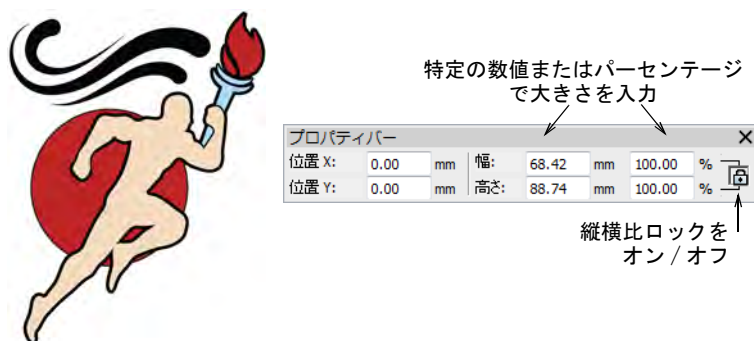 特定の数値またはパーセンテージ
で大きさを入力
プロパティバー
位置 X: 0.00 mm 幅: 68.42 mm 100.00 %
位置 Y: 0.00 mm 高さ: 88.74 mm 100.00 %
縦横比ロックを
オン / オフ